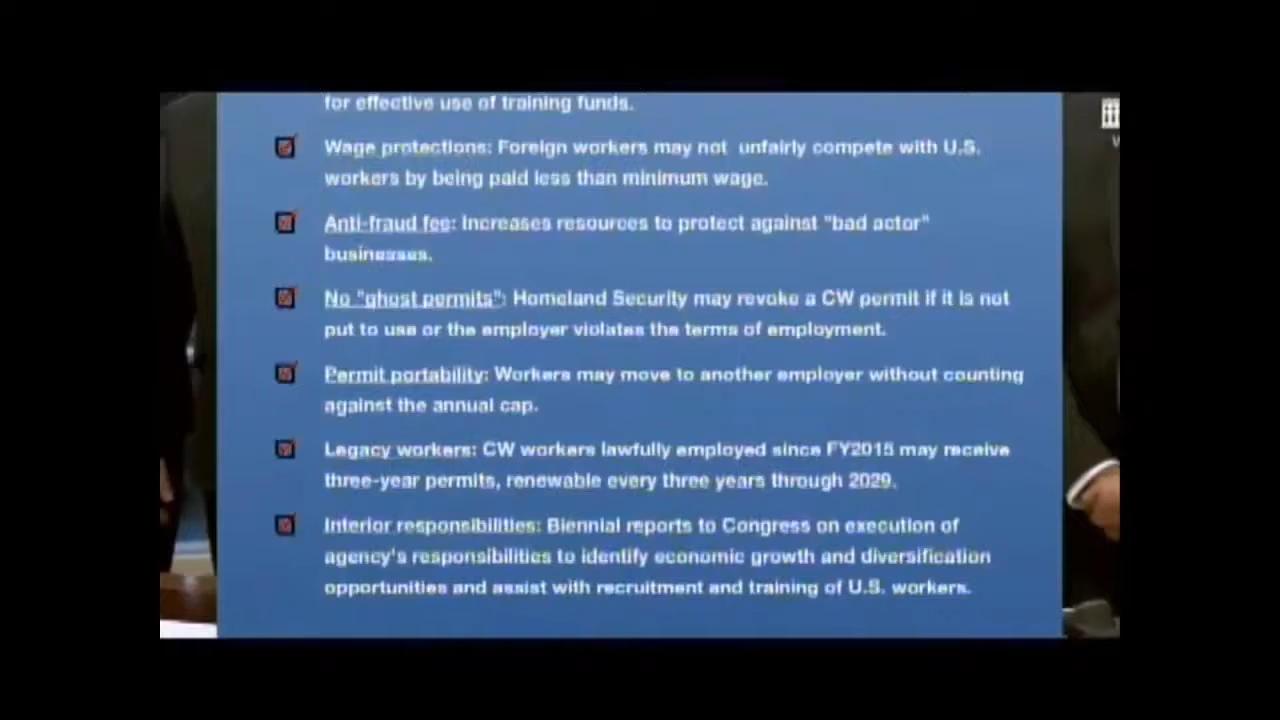 for effective use of training funds.
Wage protections: Foreign workers may not unfairly compete with U.S.
workers by being paid less than minimum wage.
Anti-fraud fee: Increases resources to protect against "bad actor"
businesses.
No "ghost permits": Homeland Security may revoke a CW permit if it is not
put to use or the employer violates the terms of employment.
Permit portability: Workers may move to another employer without counting
against the annual cap.
Legacy workers: CW workers lawfully employed since FY2015 may receive
three-year permits, renewable every three years through 2029.
Interior responsibilities: Biennial reports to Congress on execution of
agency's responsibilities to identify economic growth and diversification
opportunities and assist with recruitment and training of U.S. workers.